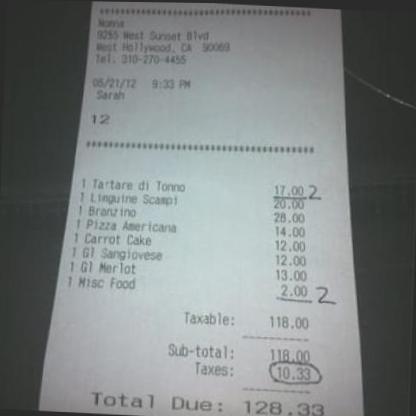 Nonna
9255 West Sunset Blvd
West Hollywood, CA 90069
Tel. 310-270-4455
05/21/12 9:33 PM
Sarah
12
1 Tartare di Tonno 17.00 2
1 Linguine Scampi 20.00
1 Branzino 28.00
1 Pizza Americana 14.00
1 Carrot Cake 12.00
1 Gl Sangiovese 12.00
1 Gl Merlot 13.00
1 Misc Food 2.00 2
Taxable: 118.00
Sub-total: 118.00
Taxes: 10.33
Total Due: 128.33